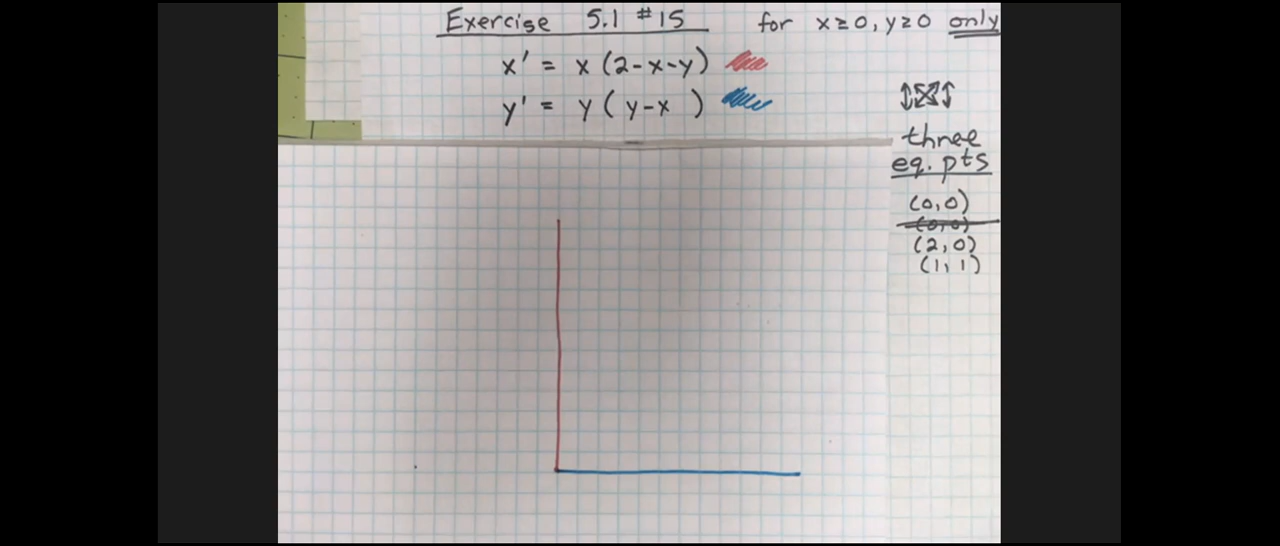 Exercise 5.1 #15 for x≥0, y≥0 only
x' = x (2-x-y)
y' = y ( y-x )
three
eq. pts
(0,0)
(0,0)
(2,0)
(1,1)